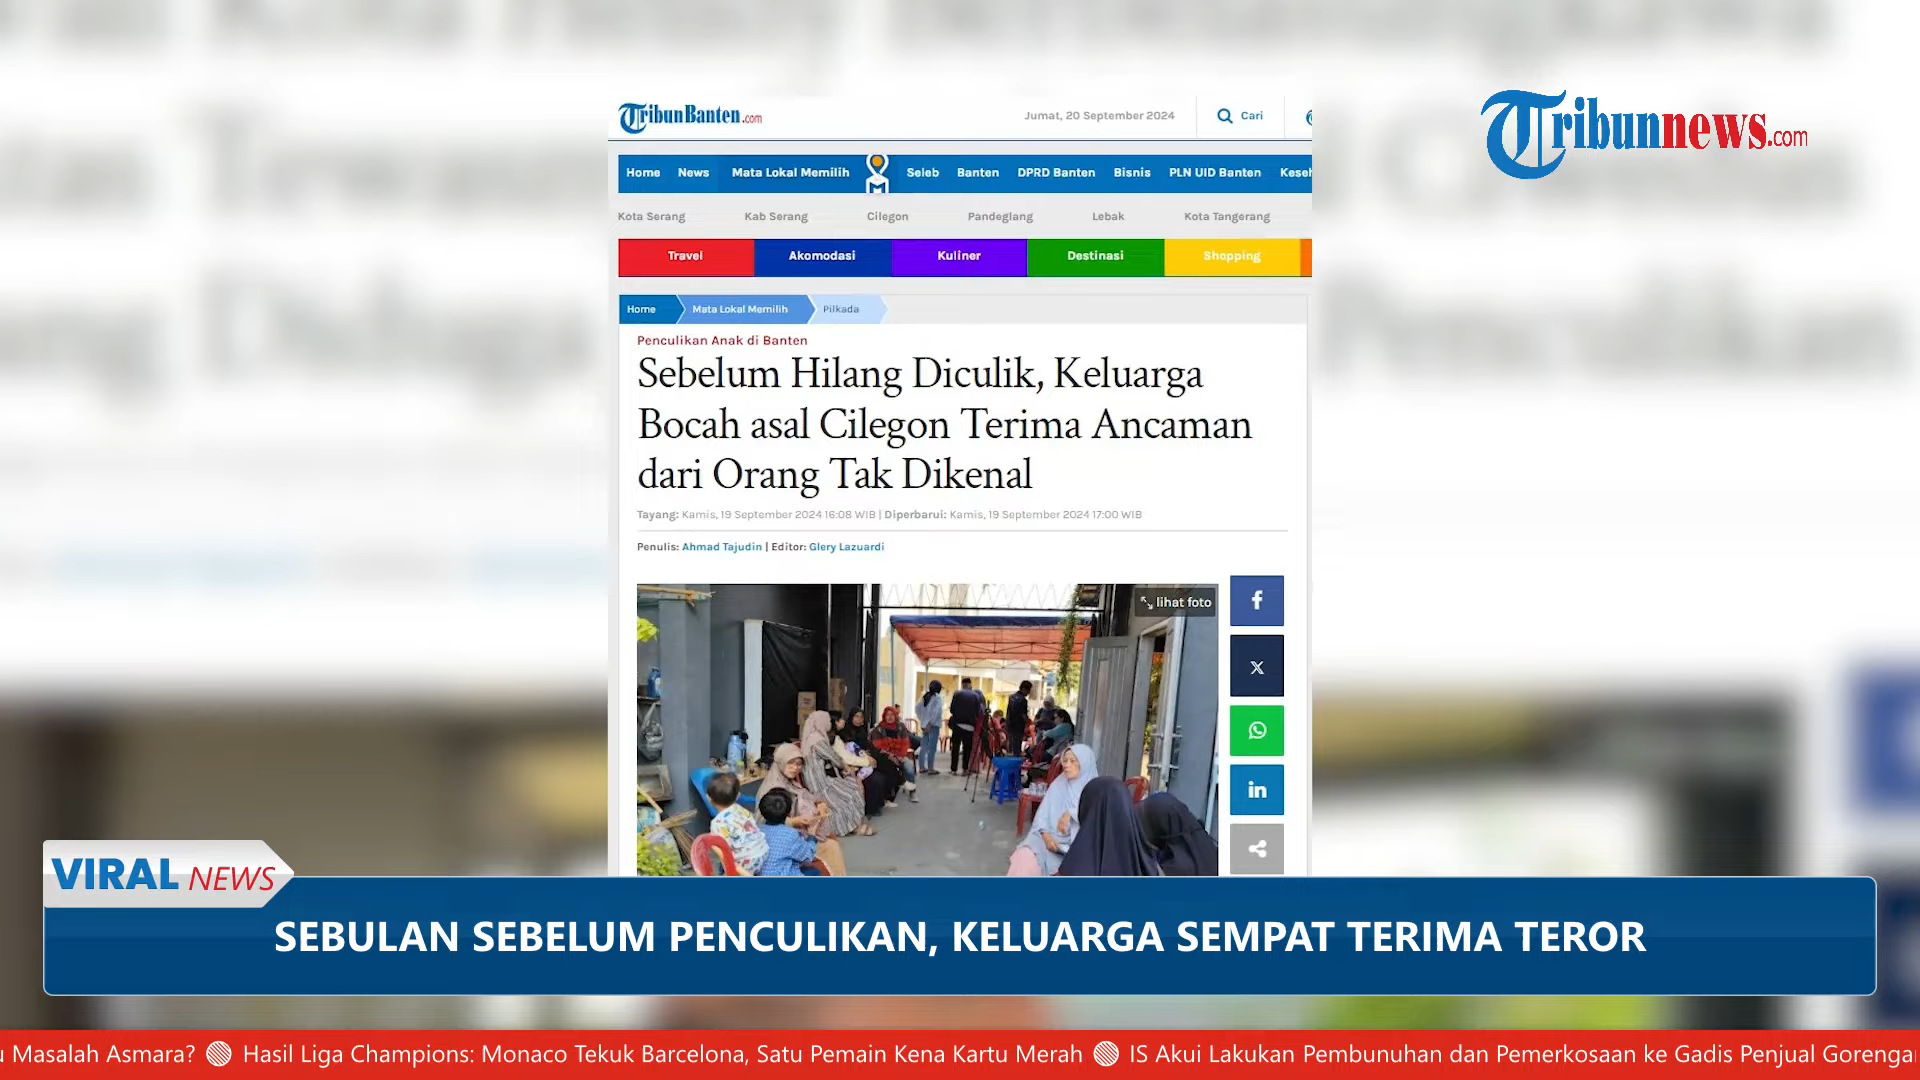 TribunBanten.com
Jumat, 20 September 2024
Cari
Tribunnews.com
Home News Mata Lokal Memilih Seleb Banten DPRD Banten Bisnis PLN UID Banten
Kota Serang Kab Serang Cilegon Pandeglang Lebak Kota Tangerang
Travel Akomodasi Kuliner Destinasi Shopping
Home Mata Lokal Memilih Pilkada
Penculikan Anak di Banten
Sebelum Hilang Diculik, Keluarga
Bocah asal Cilegon Terima Ancaman
dari Orang Tak Dikenal
Tayang: Kamis, 19 September 2024 16:08 WIB | Diperbarui: Kamis, 19 September 2024 17:00 WIB
Penulis: Ahmad Tajudin | Editor: Glery Lazuardi
lihat foto
VIRAL NEWS
SEBULAN SEBELUM PENCULIKAN, KELUARGA SEMPAT TERIMA TEROR
Masalah Asmara? Hasil Liga Champions: Monaco Tekuk Barcelona, Satu Pemain Kena Kartu Merah IS Akui Lakukan Pembunuhan dan Pemerkosaan ke Gadis Penjual